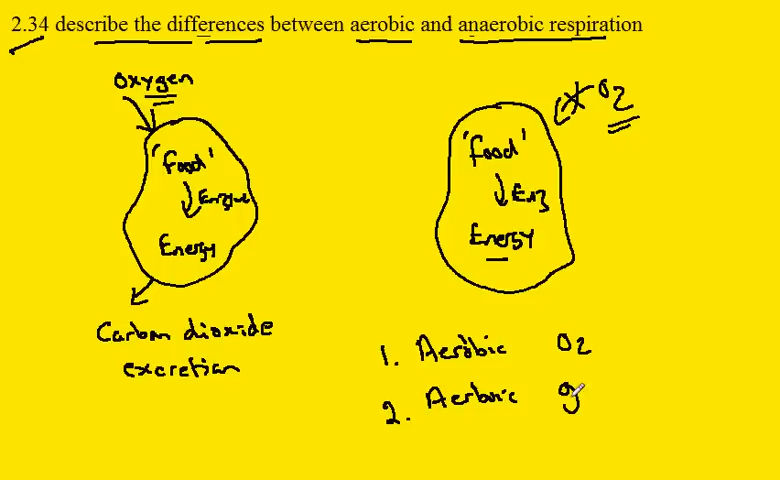 2.34 describe the differences between aerobic and anaerobic respiration
oxygen
'food'
Enzyme
Energy
Carbon dioxide
excretion
O2
'food'
Enz
Energy
1. Aerobic O2
2. Aerobic